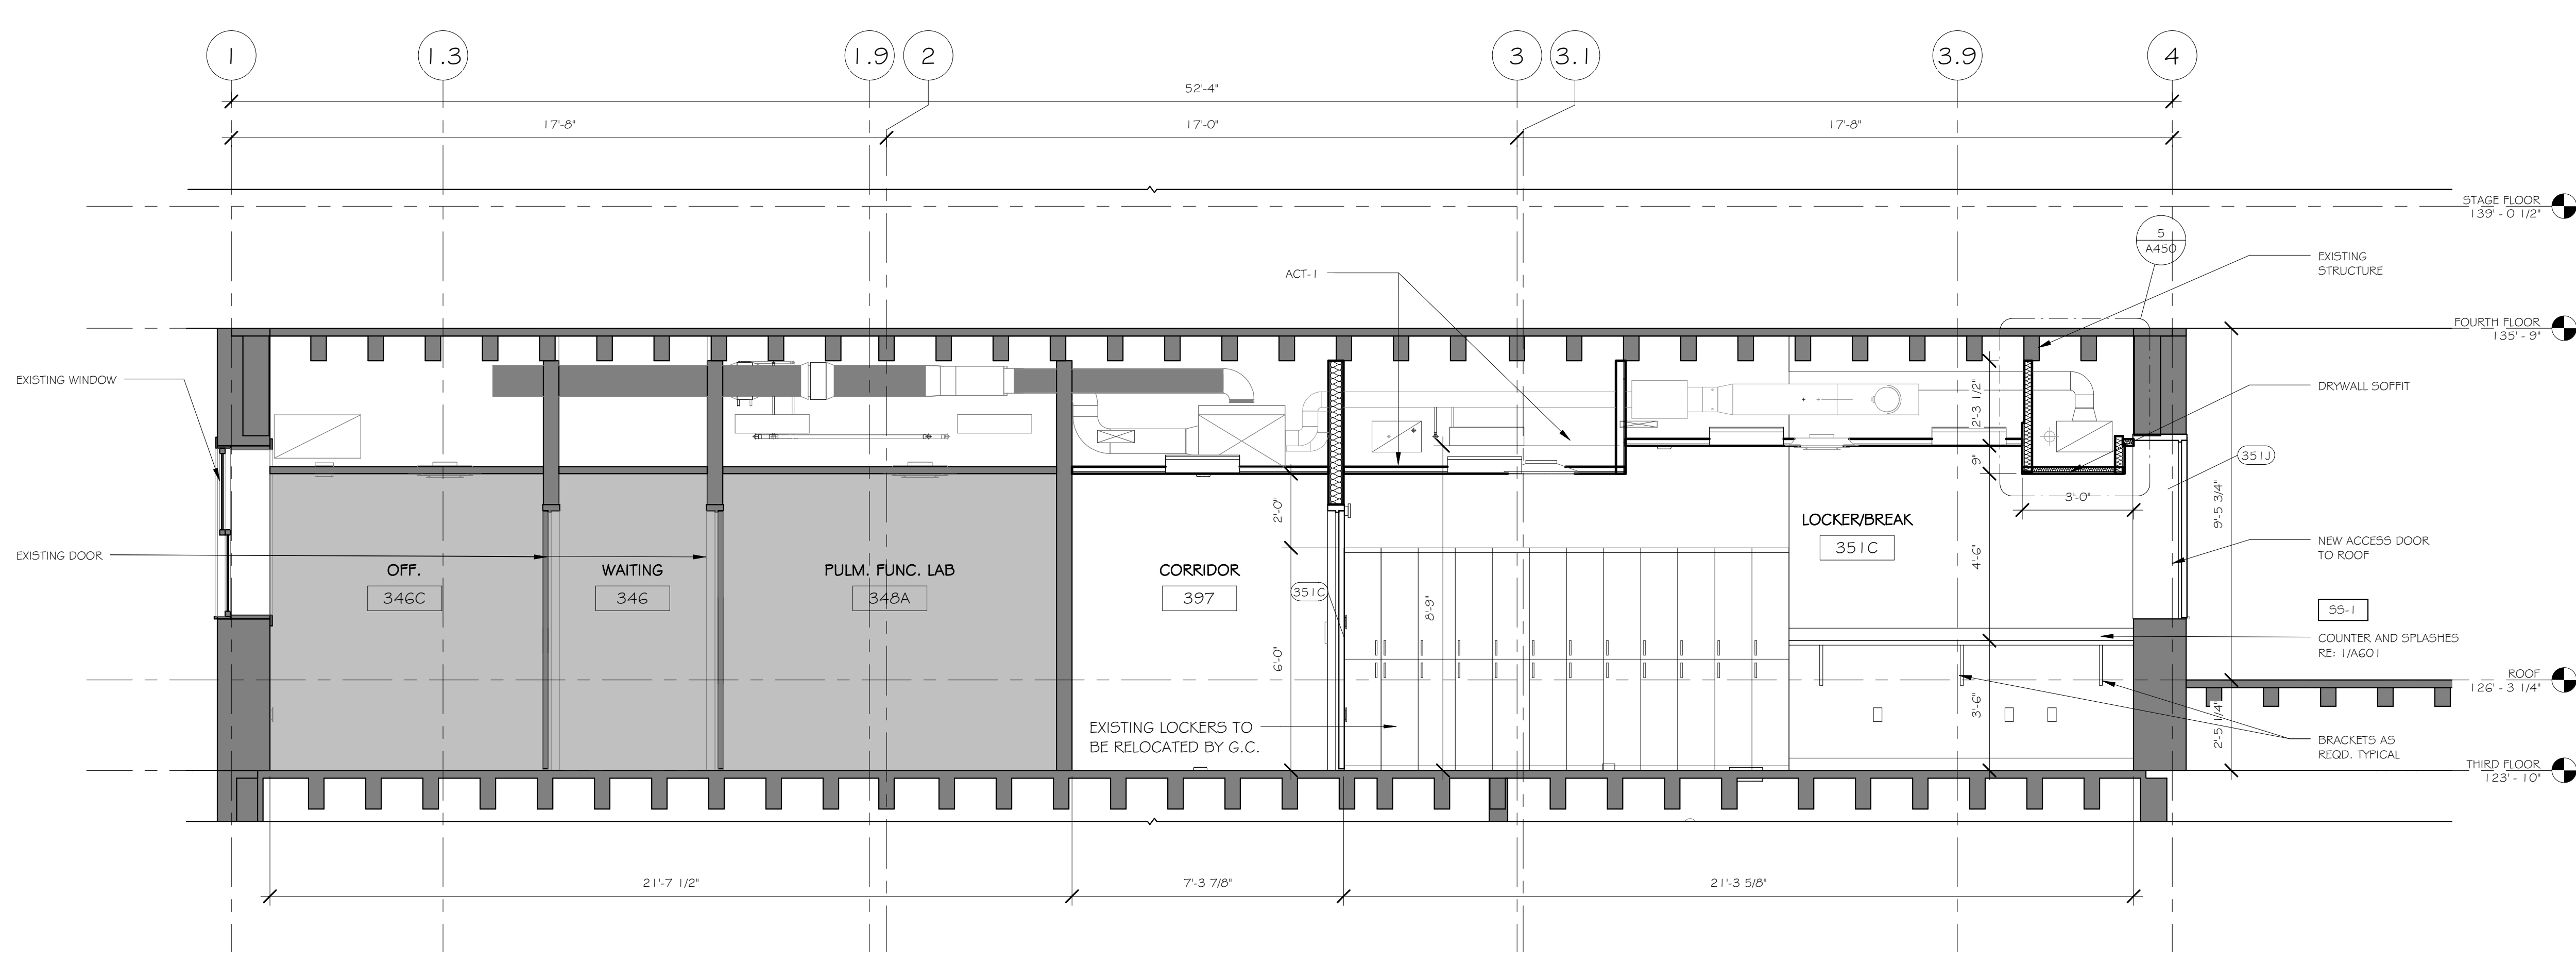 1
1.3
1.9
2
3
3.1
3.9
4
52'-4"
17'-8"
17'-0"
17'-8"
STAGE FLOOR
139' - 0 1/2"
5
A450
EXISTING
STRUCTURE
ACT-1
FOURTH FLOOR
135' - 9"
EXISTING WINDOW
DRYWALL SOFFIT
2'-3 1/2"
9"
351J
3'-0"
9'-5 3/4"
2'-0"
LOCKER/BREAK
351C
NEW ACCESS DOOR
TO ROOF
EXISTING DOOR
4'-6"
OFF.
346C
WAITING
346
PULM. FUNC. LAB
348A
CORRIDOR
397
351C
8'-9"
SS-1
COUNTER AND SPLASHES
RE: 1/A601
6'-0"
ROOF
126' - 3 1/4"
3'-6"
2'-5 1/4"
EXISTING LOCKERS TO
BE RELOCATED BY G.C.
BRACKETS AS
REQD. TYPICAL
THIRD FLOOR
123' - 10"
21'-7 1/2"
7'-3 7/8"
21'-3 5/8"